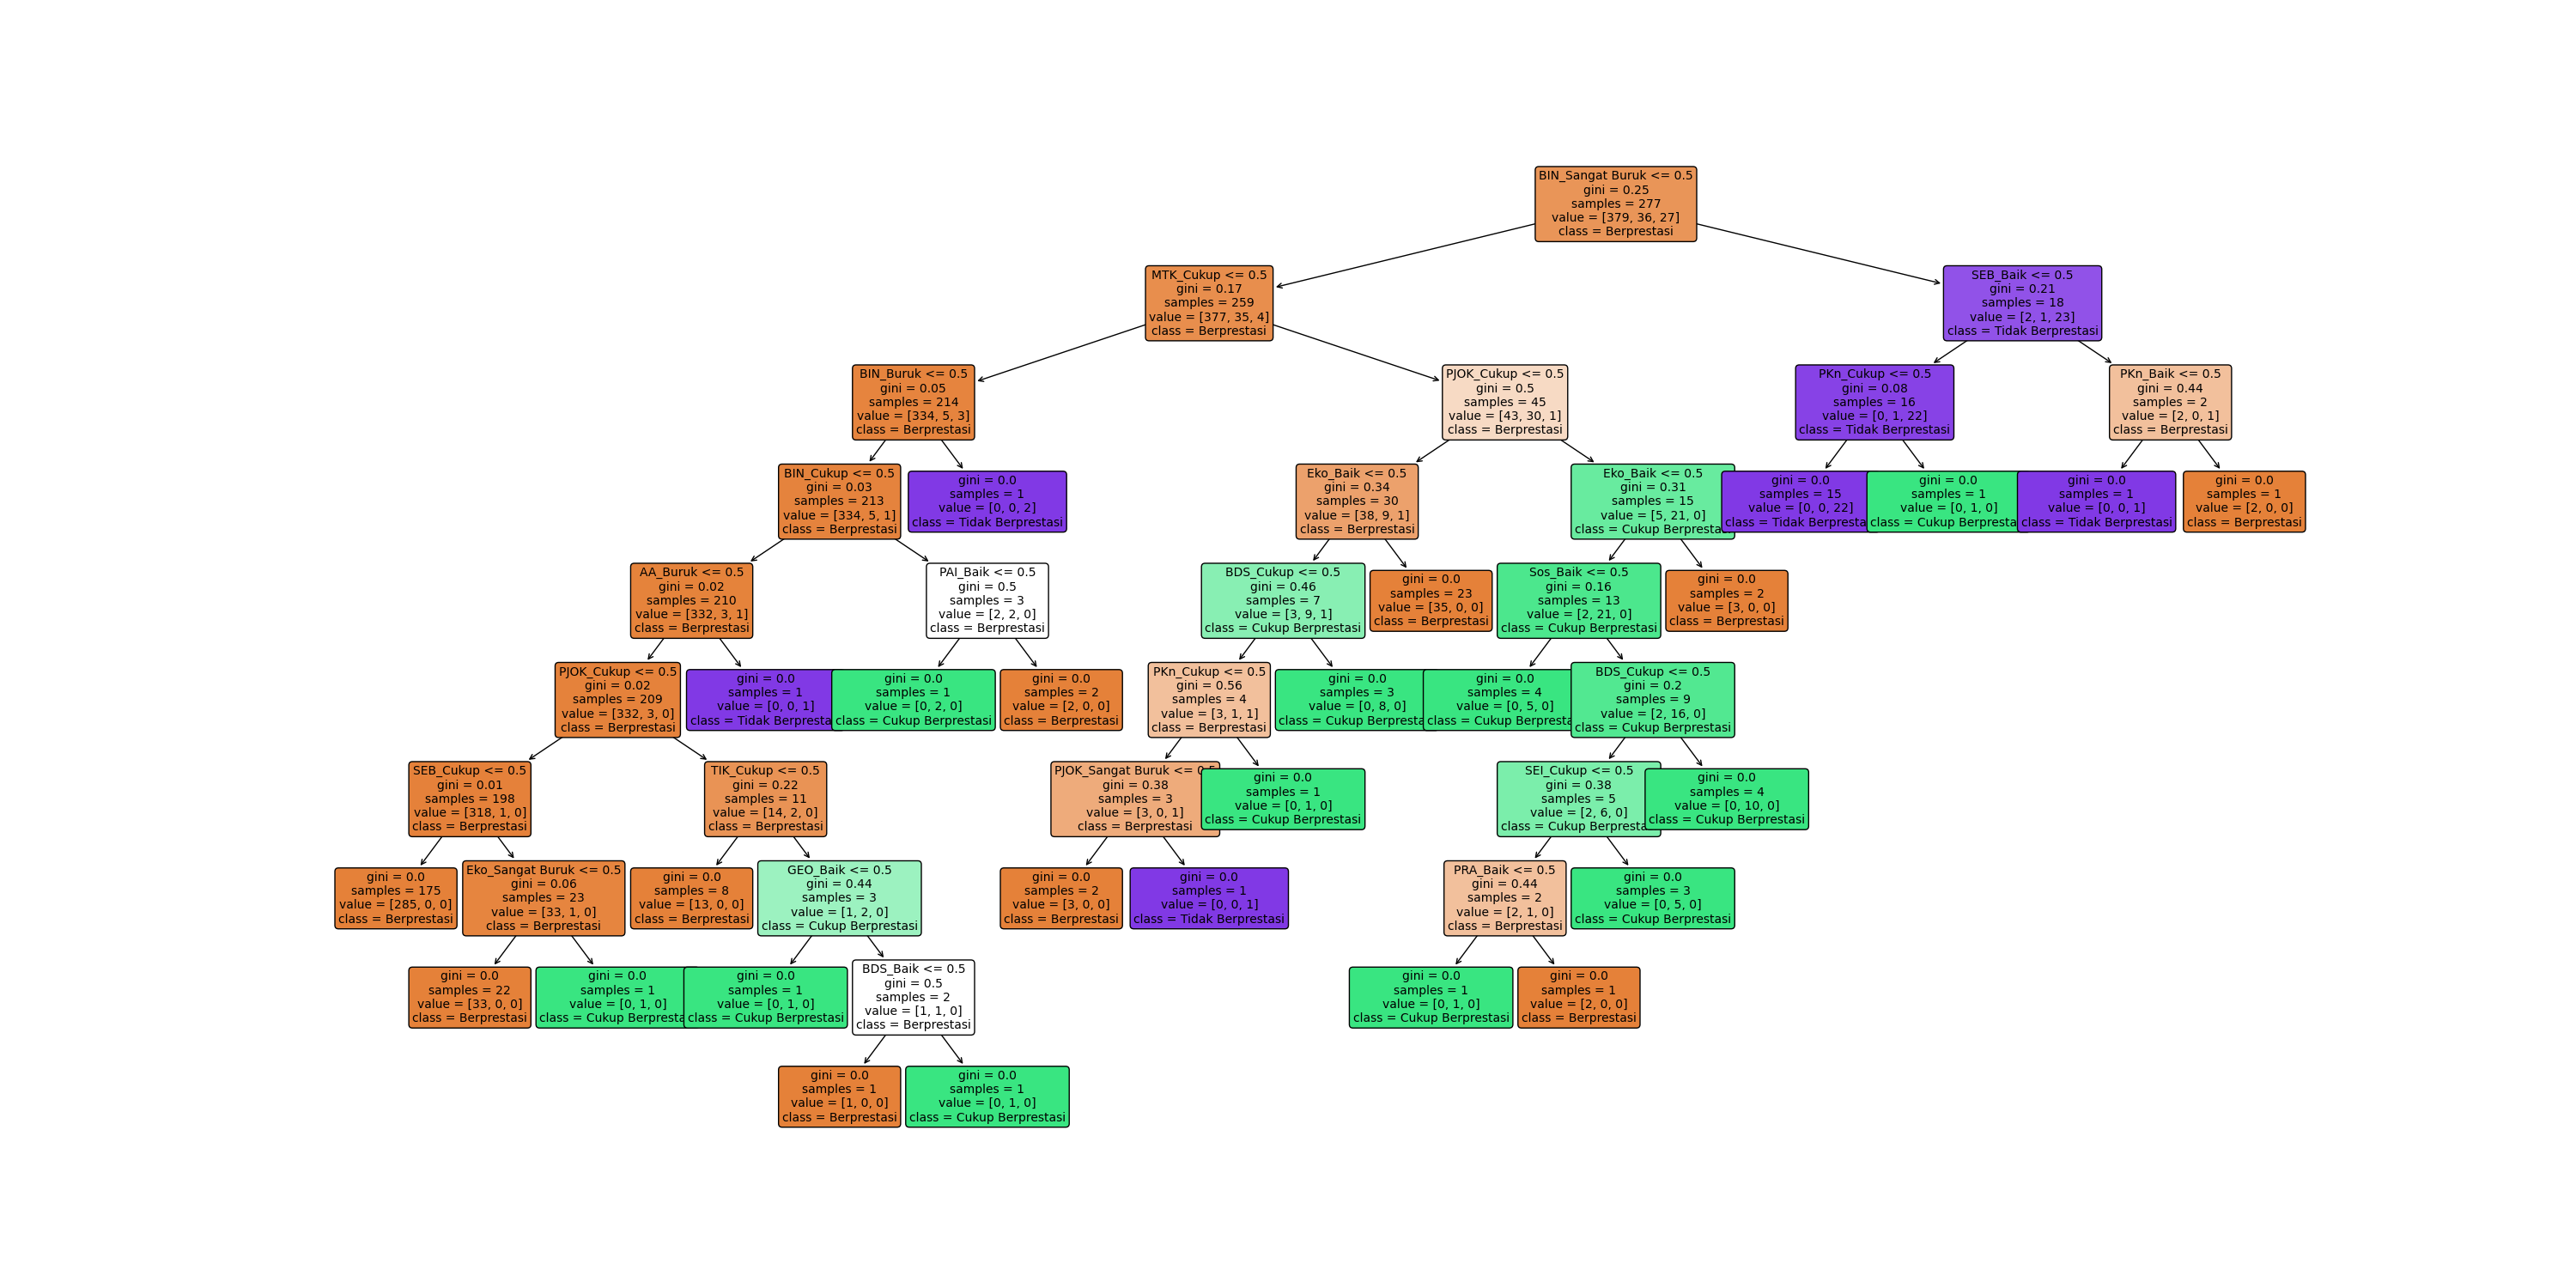 BIN_Sangat Buruk <= 0.5
gini = 0.25
samples = 277
value = [379, 36, 27]
class = Berprestasi
MTK_Cukup <= 0.5
gini = 0.17
samples = 259
value = [377, 35, 4]
class = Berprestasi
SEB_Baik <= 0.5
gini = 0.21
samples = 18
value = [2, 1, 23]
class = Tidak Berprestasi
BIN_Buruk <= 0.5
gini = 0.05
samples = 214
value = [334, 5, 3]
class = Berprestasi
PJOK_Cukup <= 0.5
gini = 0.5
samples = 45
value = [43, 30, 1]
class = Berprestasi
PKn_Cukup <= 0.5
gini = 0.08
samples = 16
value = [0, 1, 22]
class = Tidak Berprestasi
PKn_Baik <= 0.5
gini = 0.44
samples = 2
value = [2, 0, 1]
class = Berprestasi
BIN_Cukup <= 0.5
gini = 0.03
samples = 213
value = [334, 5, 1]
class = Berprestasi
gini = 0.0
samples = 1
value = [0, 0, 2]
class = Tidak Berprestasi
Eko_Baik <= 0.5
gini = 0.34
samples = 30
value = [38, 9, 1]
class = Berprestasi
Eko_Baik <= 0.5
gini = 0.31
samples = 15
value = [5, 21, 0]
class = Cukup Berpresta
gini = 0.0
samples = 15
value = [0, 0, 22]
class = Tidak Berpresta
gini = 0.0
samples = 1
value = [0, 1, 0]
class = Cukup Berpresta
gini = 0.0
samples = 1
value = [0, 0, 1]
class = Tidak Berprestasi
gini = 0.0
samples = 1
value = [2, 0, 0]
class = Berprestasi
AA_Buruk <= 0.5
gini = 0.02
samples = 210
value = [332, 3, 1]
class = Berprestasi
PAI_Baik <= 0.5
gini = 0.5
samples = 3
value = [2, 2, 0]
class = Berprestasi
BDS_Cukup <= 0.5
gini = 0.46
samples = 7
value = [3, 9, 1]
class = Cukup Berprestasi
gini = 0.0
samples = 23
value = [35, 0, 0]
class = Berprestasi
Sos_Baik <= 0.5
gini = 0.16
samples = 13
value = [2, 21, 0]
class = Cukup Berprestasi
gini = 0.0
samples = 2
value = [3, 0, 0]
class = Berprestasi
PJOK_Cukup <= 0.5
gini = 0.02
samples = 209
value = [332, 3, 0]
class = Berprestasi
gini = 0.0
samples = 1
value = [0, 0, 1]
class = Tidak Berpresta
gini = 0.0
samples = 1
value = [0, 2, 0]
class = Cukup Berprestasi
gini = 0.0
samples = 2
value = [2, 0, 0]
class = Berprestasi
PKn_Cukup <= 0.5
gini = 0.56
samples = 4
value = [3, 1, 1]
class = Berprestasi
gini = 0.0
samples = 3
value = [0, 8, 0]
class = Cukup Berpresta
gini = 0.0
samples = 4
value = [0, 5, 0]
class = Cukup Berpresta
BDS_Cukup <= 0.5
gini = 0.2
samples = 9
value = [2, 16, 0]
class = Cukup Berprestasi
SEB_Cukup <= 0.5
gini = 0.01
samples = 198
value = [318, 1, 0]
class = Berprestasi
TIK_Cukup <= 0.5
gini = 0.22
samples = 11
value = [14, 2, 0]
class = Berprestasi
PJOK_Sangat Buruk <=
gini = 0.38
samples = 3
value = [3, 0, 1]
class = Berprestasi
gini = 0.0
samples = 1
value = [0, 1, 0]
class = Cukup Berprestasi
SEI_Cukup <= 0.5
gini = 0.38
samples = 5
value = [2, 6, 0]
class = Cukup Berpresta
gini = 0.0
samples = 4
value = [0, 10, 0]
class = Cukup Berprestasi
gini = 0.0
samples = 175
value = [285, 0, 0]
class = Berprestasi
Eko_Sangat Buruk <= 0.5
gini = 0.06
samples = 23
value = [33, 1, 0]
class = Berprestasi
gini = 0.0
samples = 8
value = [13, 0, 0]
class = Berprestasi
GEO_Baik <= 0.5
gini = 0.44
samples = 3
value = [1, 2, 0]
class = Cukup Berprestasi
gini = 0.0
samples = 2
value = [3, 0, 0]
class = Berprestasi
gini = 0.0
samples = 1
value = [0, 0, 1]
class = Tidak Berprestasi
PRA_Baik <= 0.5
gini = 0.44
samples = 2
value = [2, 1, 0]
class = Berprestasi
gini = 0.0
samples = 3
value = [0, 5, 0]
class = Cukup Berprestasi
gini = 0.0
samples = 22
value = [33, 0, 0]
class = Berprestasi
gini = 0.0
samples = 1
value = [0, 1, 0]
class = Cukup Berpresta
gini = 0.0
samples = 1
value = [0, 1, 0]
class = Cukup Berprestasi
BDS_Baik <= 0.5
gini = 0.5
samples = 2
value = [1, 1, 0]
class = Berprestasi
gini = 0.0
samples = 1
value = [0, 1, 0]
class = Cukup Berprestasi
gini = 0.0
samples = 1
value = [2, 0, 0]
class = Berprestasi
gini = 0.0
samples = 1
value = [1, 0, 0]
class = Berprestasi
gini = 0.0
samples = 1
value = [0, 1, 0]
class = Cukup Berprestasi